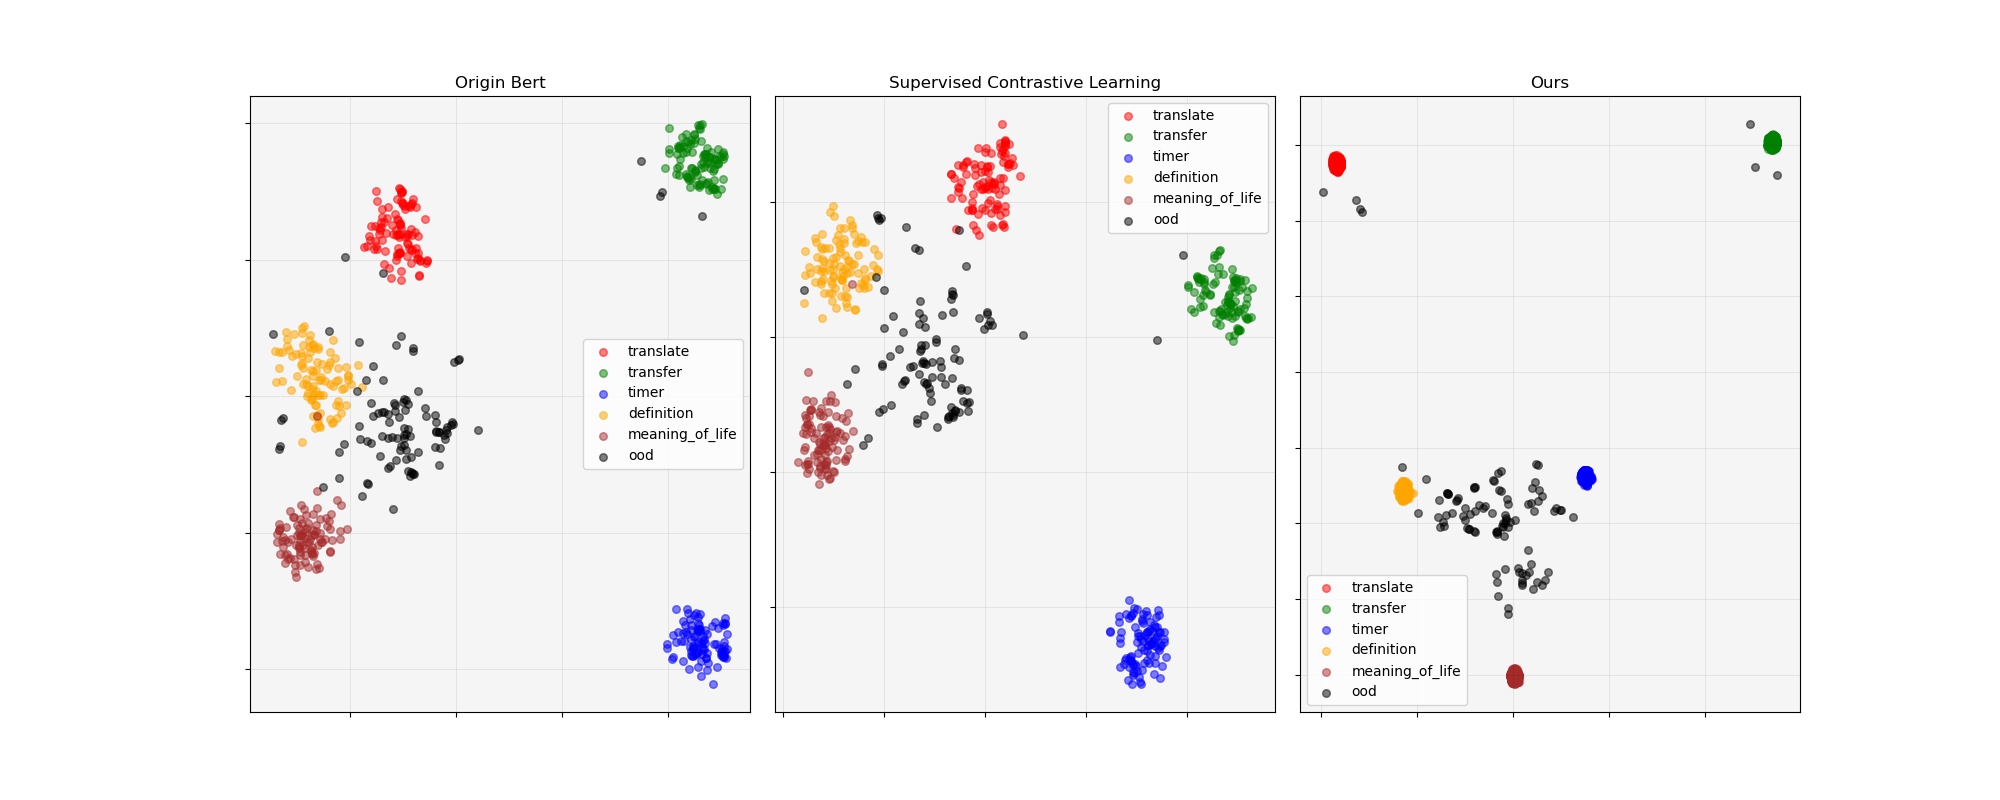 Origin Bert
translate
transfer
timer
definition
meaning_of_life
ood
Supervised Contrastive Learning
translate
transfer
timer
definition
meaning_of_life
ood
Ours
translate
transfer
timer
definition
meaning_of_life
ood